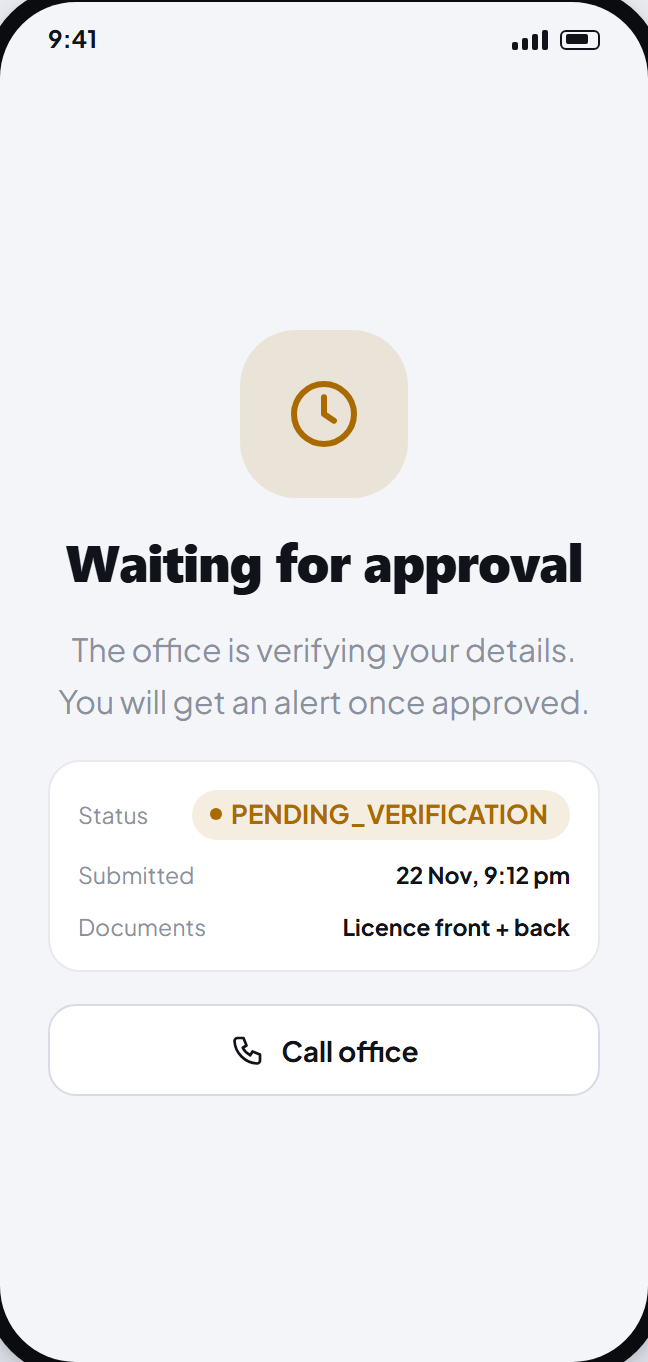 9:41
Waiting for approval
The office is verifying your details.
You will get an alert once approved.
Status PENDING_VERIFICATION
Submitted 22 Nov, 9:12 pm
Documents Licence front + back
Call office